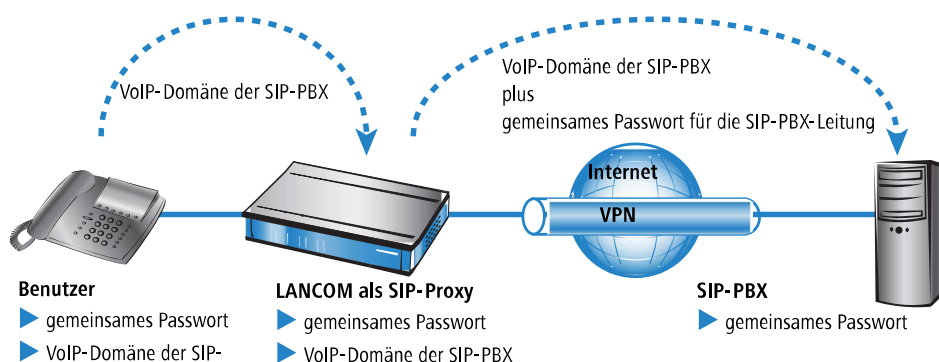 VoIP-Domäne der SIP-PBX
VoIP-Domäne der SIP-PBX
plus
gemeinsames Passwort für die SIP-PBX-Leitung
Internet
VPN
Benutzer
gemeinsames Passwort
VoIP-Domäne der SIP-
LANCOM als SIP-Proxy
gemeinsames Passwort
VoIP-Domäne der SIP-PBX
SIP-PBX
gemeinsames Passwort